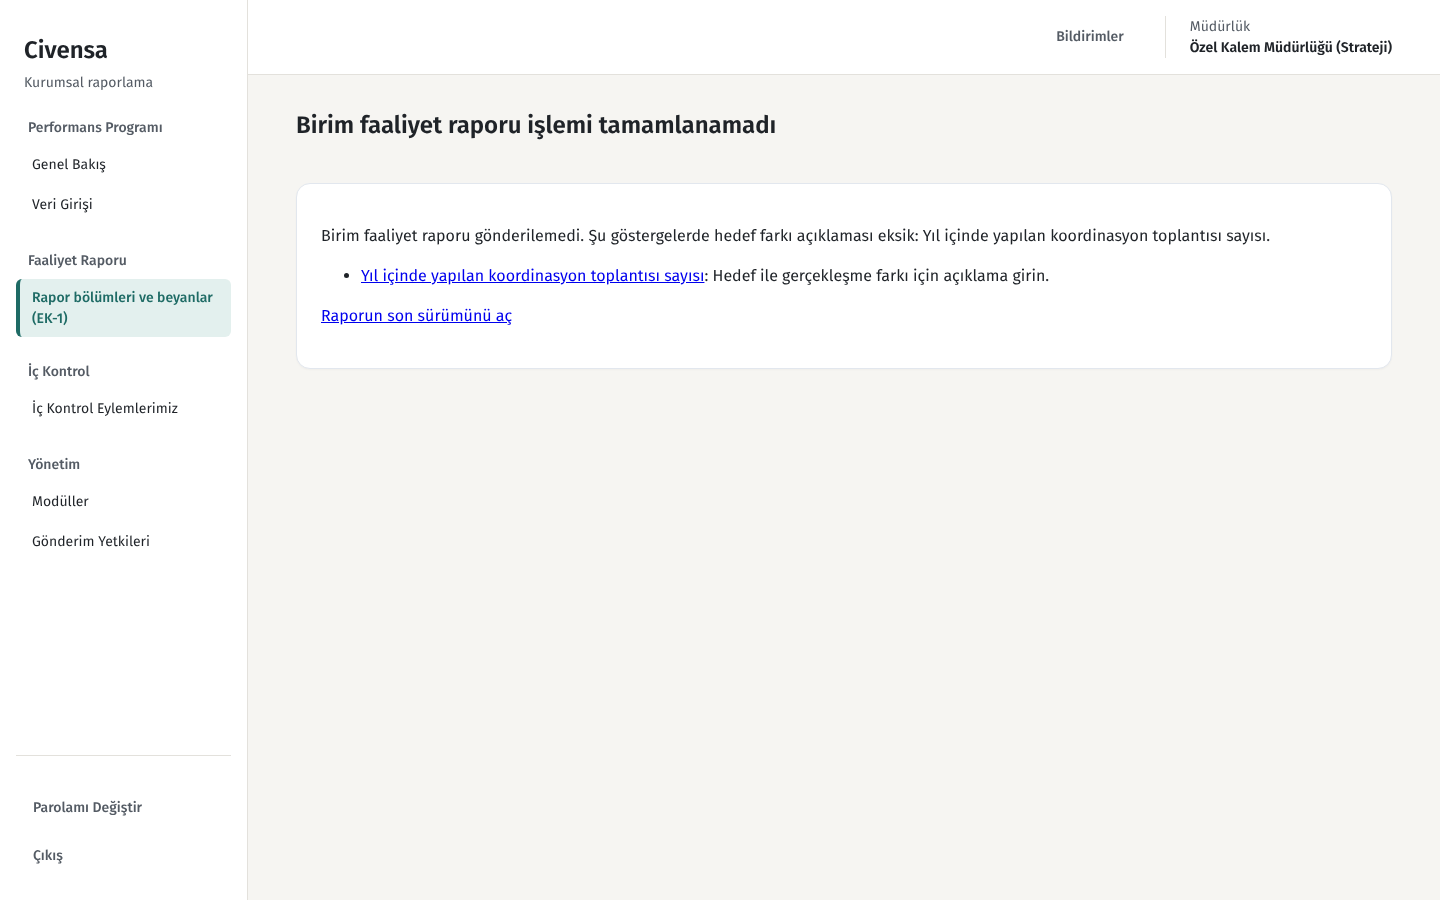 Civensa
Kurumsal raporlama
Performans Programı
Genel Bakış
Veri Girişi
Faaliyet Raporu
Rapor bölümleri ve beyanlar
(EK-1)
İç Kontrol
İç Kontrol Eylemlerimiz
Yönetim
Modüller
Gönderim Yetkileri
Parolamı Değiştir
Çıkış
Bildirimler
Müdürlük
Özel Kalem Müdürlüğü (Strateji)
Birim faaliyet raporu işlemi tamamlanamadı
Birim faaliyet raporu gönderilemedi. Şu göstergelerde hedef farkı açıklaması eksik: Yıl içinde yapılan koordinasyon toplantısı sayısı.
• Yıl içinde yapılan koordinasyon toplantısı sayısı: Hedef ile gerçekleşme farkı için açıklama girin.
Raporun son sürümünü aç